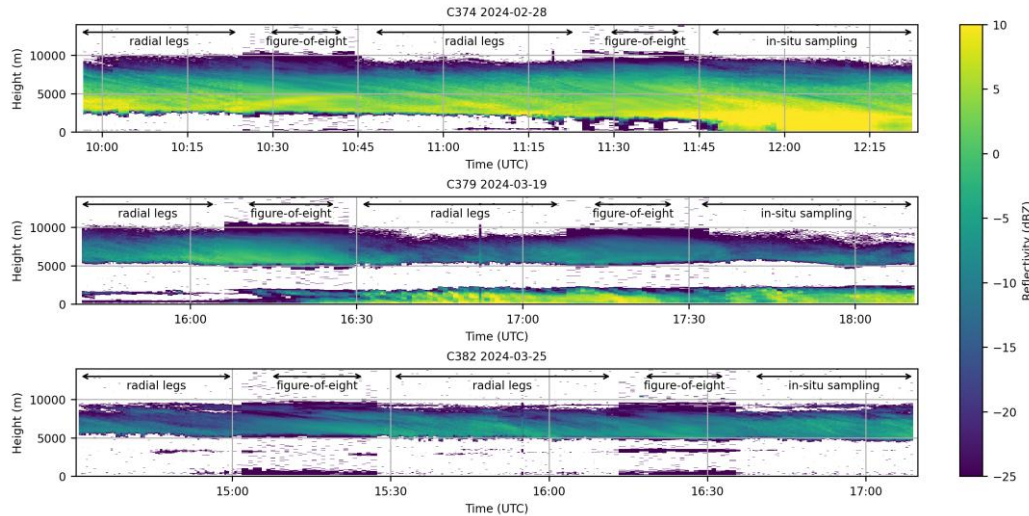 C374 2024-02-28
radial legs figure-of-eight radial legs figure-of-eight in-situ sampling
10000
5000
0
Height (m)
10:00 10:15 10:30 10:45 11:00 11:15 11:30 11:45 12:00 12:15
Time (UTC)
C379 2024-03-19
radial legs figure-of-eight radial legs figure-of-eight in-situ sampling
10000
5000
0
Height (m)
16:00 16:30 17:00 17:30 18:00
Time (UTC)
C382 2024-03-25
radial legs figure-of-eight radial legs figure-of-eight in-situ sampling
10000
5000
0
Height (m)
15:00 15:30 16:00 16:30 17:00
Time (UTC)
10
5
0
−5
−10
−15
−20
−25
Reflectivity (dBZ)